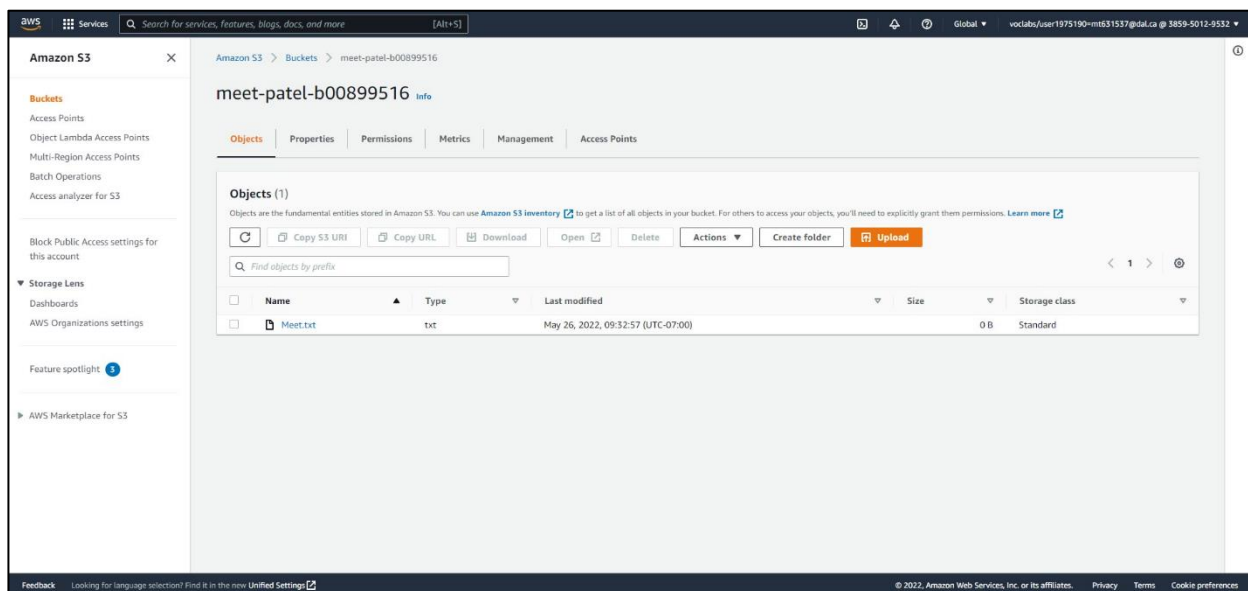 aws Services Search for services, features, blogs, docs, and more [Alt+S] Global voclabs/user1975190=mt631537@dal.ca @ 3859-5012-9532
Amazon S3
Buckets
Access Points
Object Lambda Access Points
Multi-Region Access Points
Batch Operations
Access analyzer for S3
Block Public Access settings for
this account
Storage Lens
Dashboards
AWS Organizations settings
Feature spotlight 3
AWS Marketplace for S3
Amazon S3 > Buckets > meet-patel-b00899516
meet-patel-b00899516 Info
Objects Properties Permissions Metrics Management Access Points
Objects (1)
Objects are the fundamental entities stored in Amazon S3. You can use Amazon S3 inventory to get a list of all objects in your bucket. For others to access your objects, you'll need to explicitly grant them permissions. Learn more
Copy S3 URI Copy URL Download Open Delete Actions Create folder Upload
Find objects by prefix < 1 >
Name Type Last modified Size Storage class
Meet.txt txt May 26, 2022, 09:32:57 (UTC-07:00) 0 B Standard
Feedback Looking for language selection? Find it in the new Unified Settings © 2022, Amazon Web Services, Inc. or its affiliates. Privacy Terms Cookie preferences